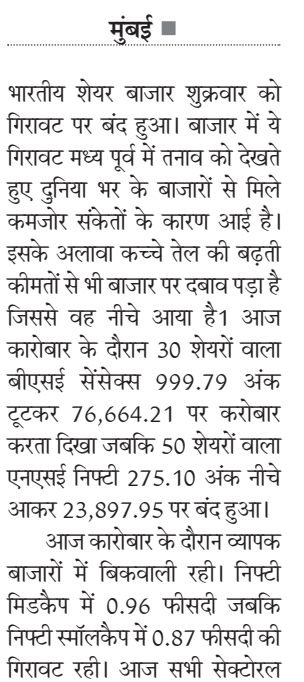 मुंबई
भारतीय शेयर बाजार शुक्रवार को
गिरावट पर बंद हुआ। बाजार में ये
गिरावट मध्य पूर्व में तनाव को देखते
हुए दुनिया भर के बाजारों से मिले
कमजोर संकेतों के कारण आई है।
इसके अलावा कच्चे तेल की बढ़ती
कीमतों से भी बाजार पर दबाव पड़ा है
जिससे वह नीचे आया है1 आज
कारोबार के दौरान 30 शेयरों वाला
बीएसई सेंसेक्स 999.79 अंक
टूटकर 76,664.21 पर करोबार
करता दिखा जबकि 50 शेयरों वाला
एनएसई निफ्टी 275.10 अंक नीचे
आकर 23,897.95 पर बंद हुआ।
आज कारोबार के दौरान व्यापक
बाजारों में बिकवाली रही। निफ्टी
मिडकैप में 0.96 फीसदी जबकि
निफ्टी स्मॉलकैप में 0.87 फीसदी की
गिरावट रही। आज सभी सेक्टोरल